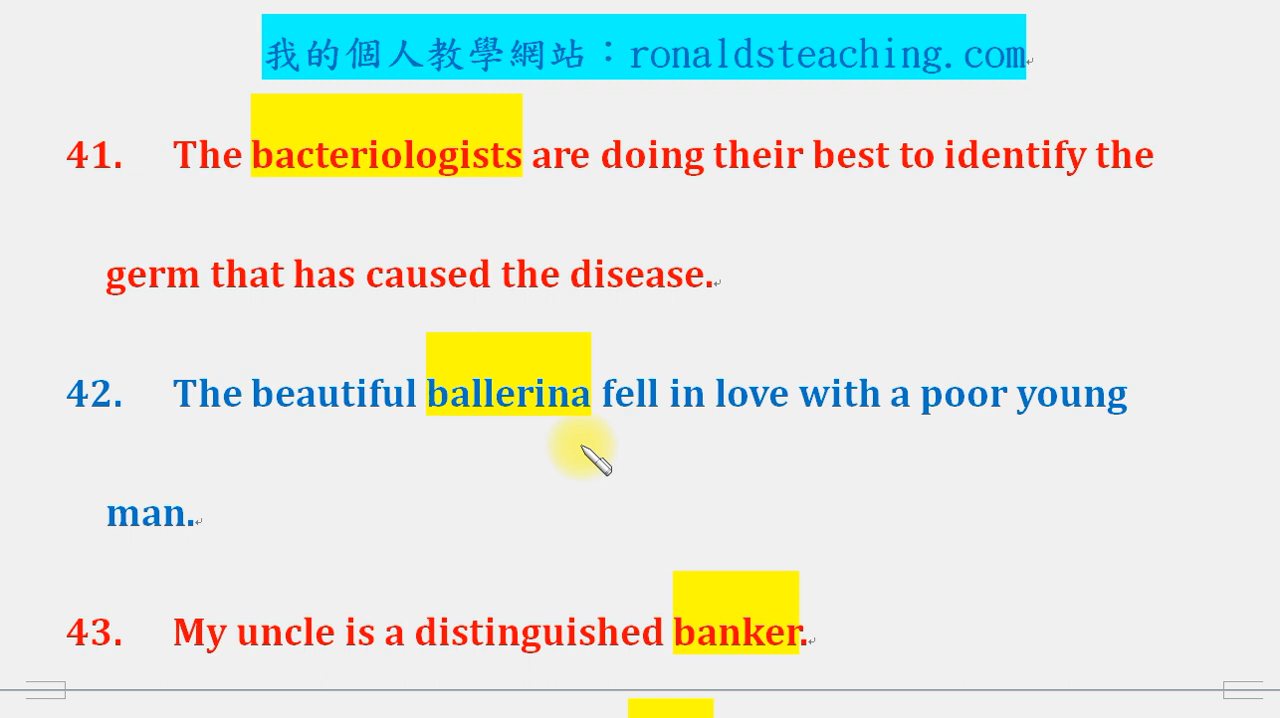 我的個人教學網站：ronaldsteaching.com
41. The bacteriologists are doing their best to identify the
germ that has caused the disease.
42. The beautiful ballerina fell in love with a poor young
man.
43. My uncle is a distinguished banker.